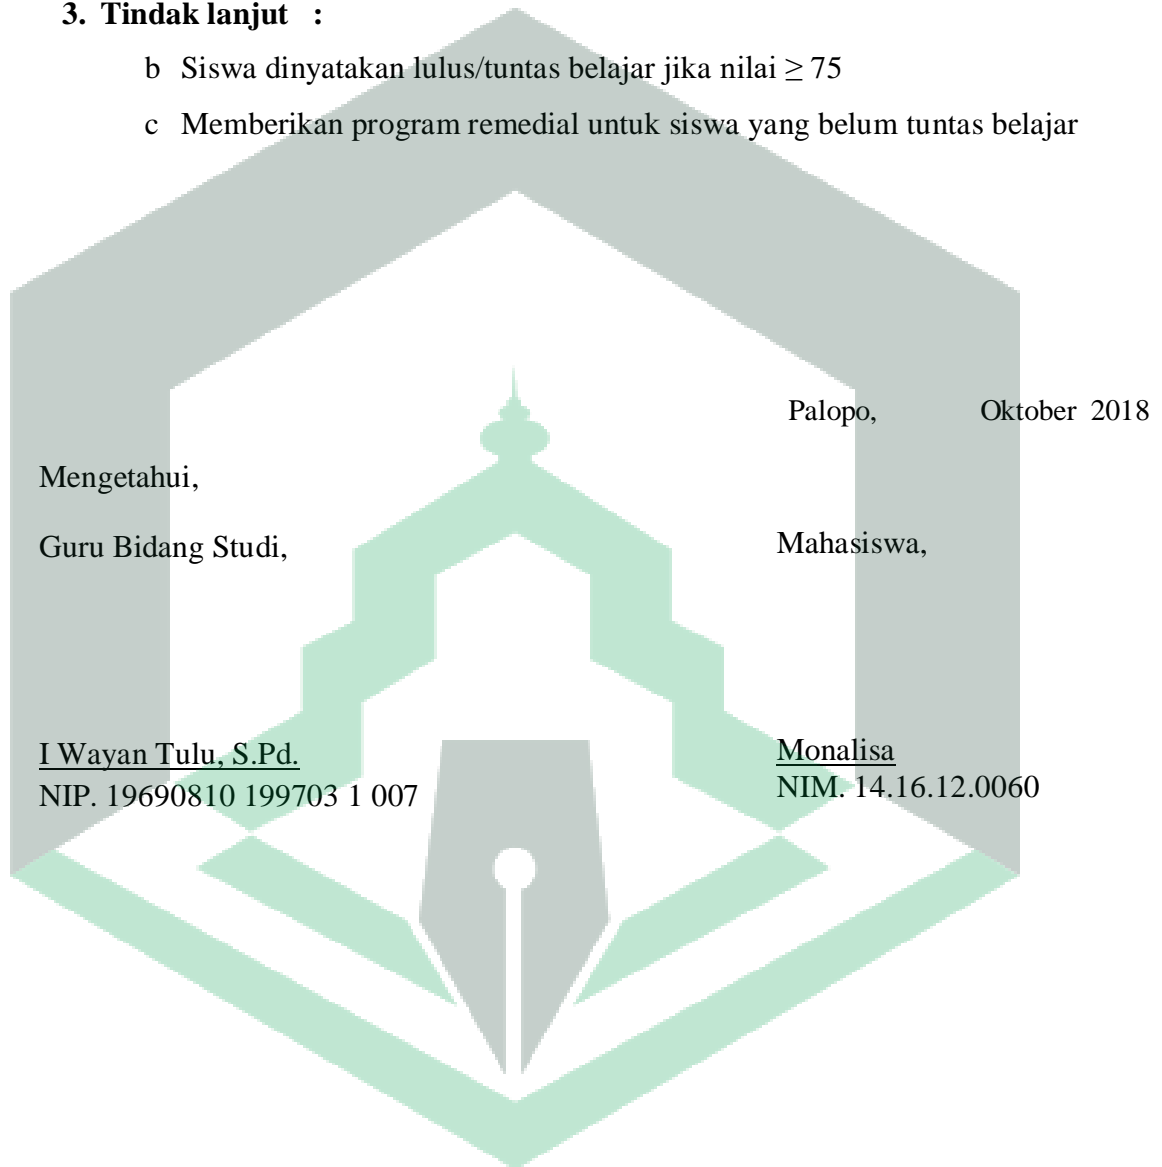 3. Tindak lanjut :
b Siswa dinyatakan lulus/tuntas belajar jika nilai ≥ 75
c Memberikan program remedial untuk siswa yang belum tuntas belajar
Palopo, Oktober 2018
Mengetahui,
Guru Bidang Studi,
Mahasiswa,
I Wayan Tulu, S.Pd.
NIP. 19690810 199703 1 007
Monalisa
NIM. 14.16.12.0060